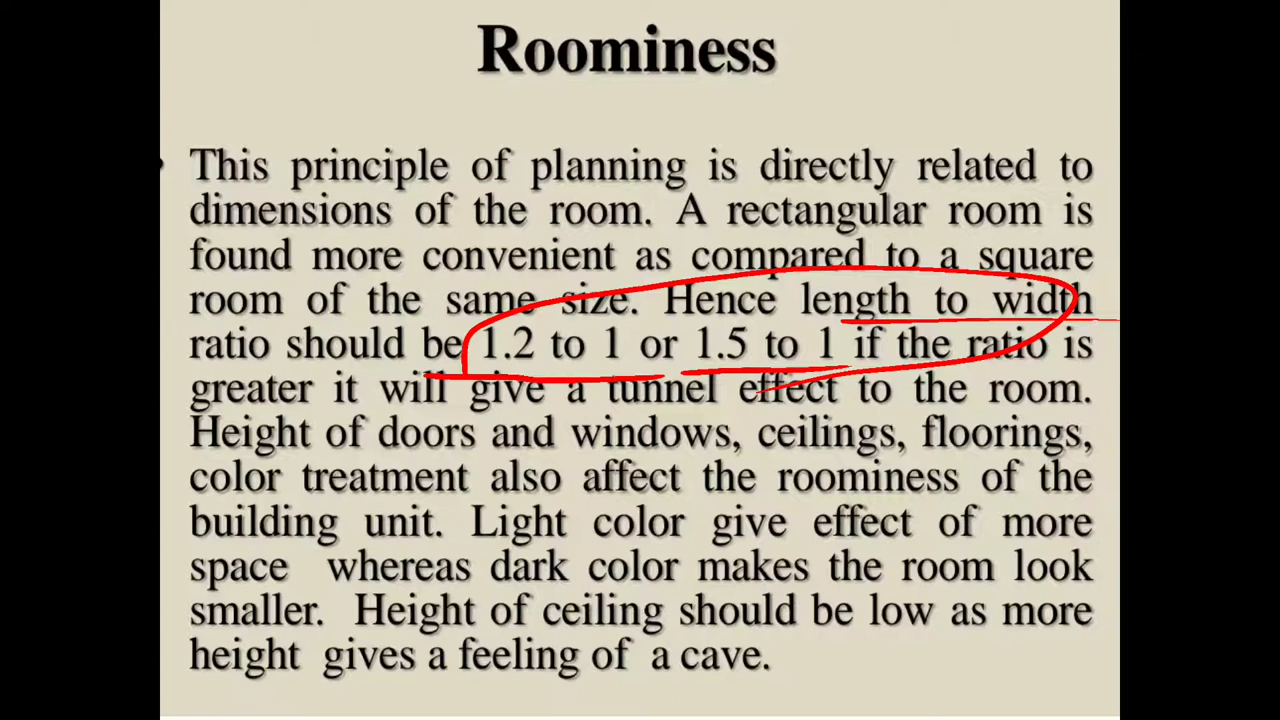 Roominess
• This principle of planning is directly related to
dimensions of the room. A rectangular room is
found more convenient as compared to a square
room of the same size. Hence length to width
ratio should be 1.2 to 1 or 1.5 to 1 if the ratio is
greater it will give a tunnel effect to the room.
Height of doors and windows, ceilings, floorings,
color treatment also affect the roominess of the
building unit. Light color give effect of more
space whereas dark color makes the room look
smaller. Height of ceiling should be low as more
height gives a feeling of a cave.